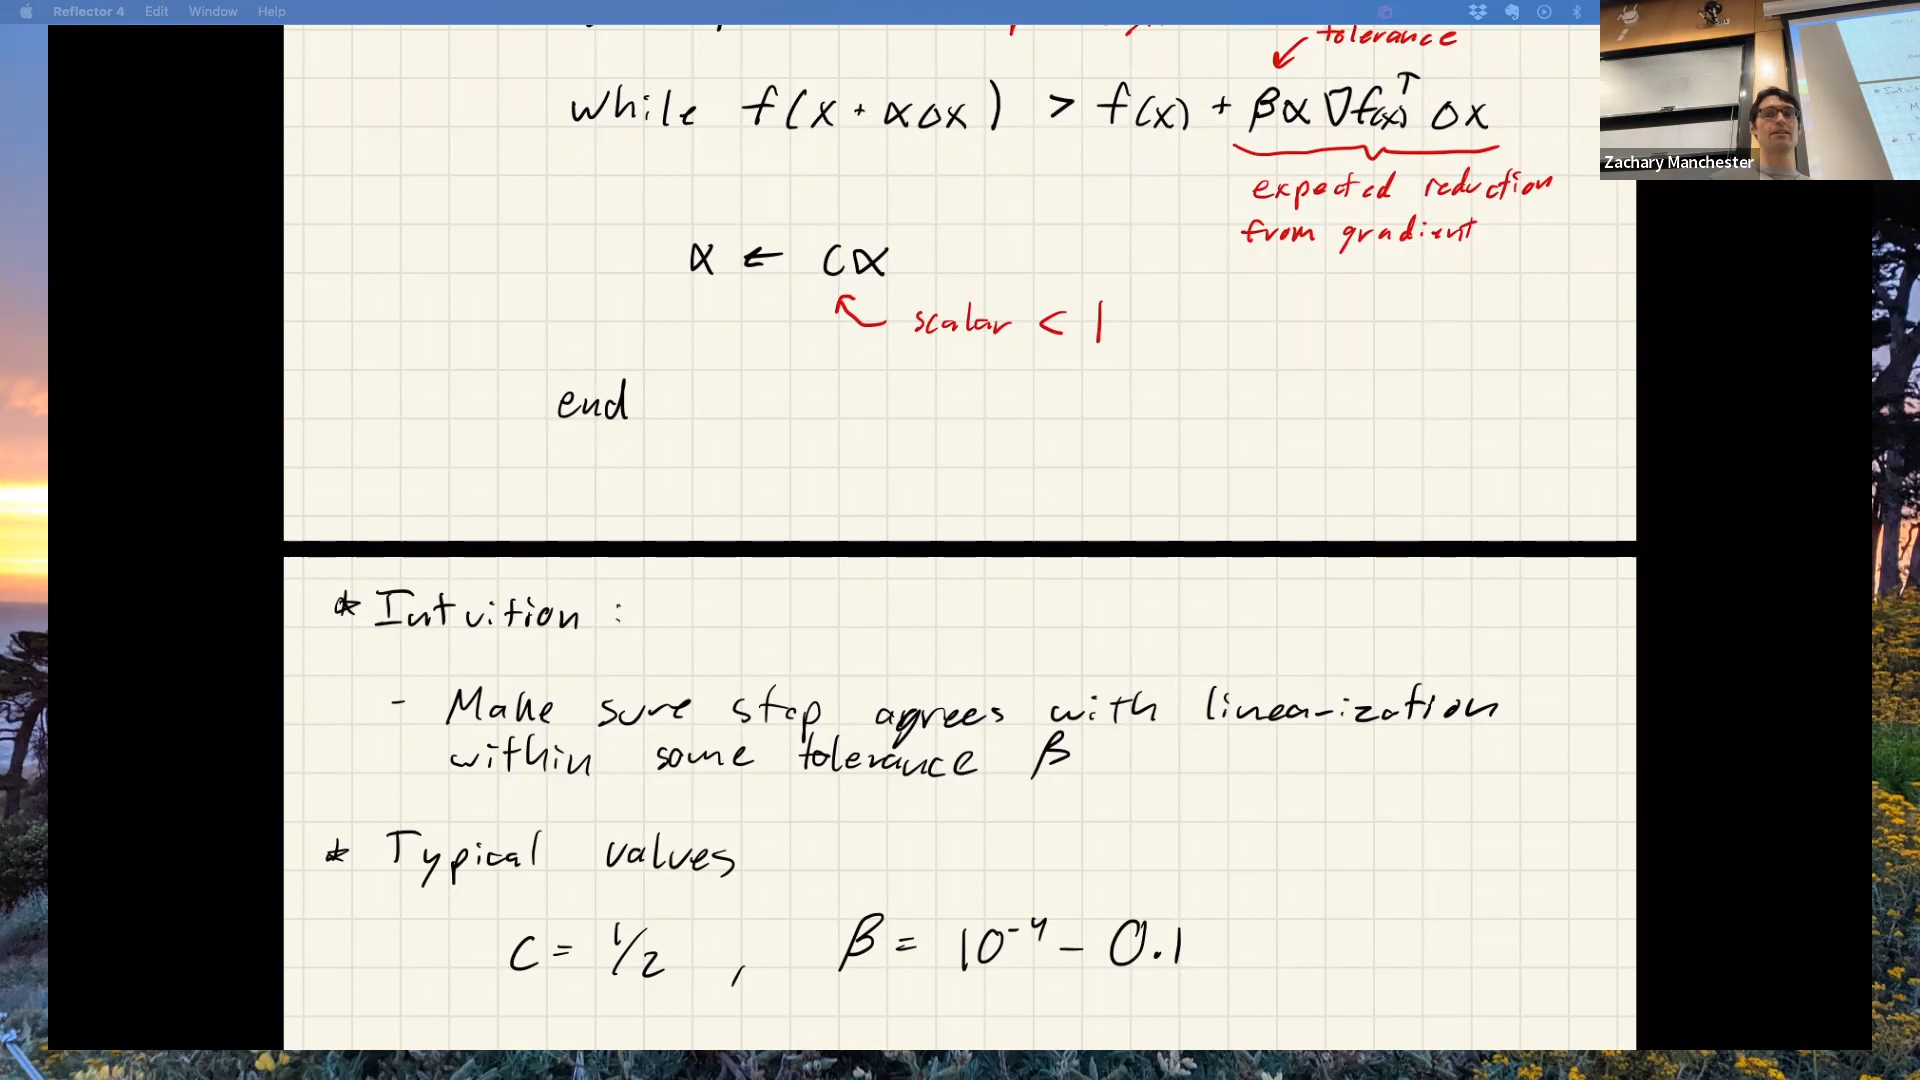 Reflector 4 Edit Window Help
tolerance
while f(x + αΔx) > f(x) + βα∇f(x)ᵀ Δx
expected reduction
from gradient
α ← cα
scalar < 1
end
Zachary Manchester
* Intuition :
- Make sure step agrees with linearization
within some tolerance β
* Typical values
c = 1/2 , β = 10⁻⁴ – 0.1